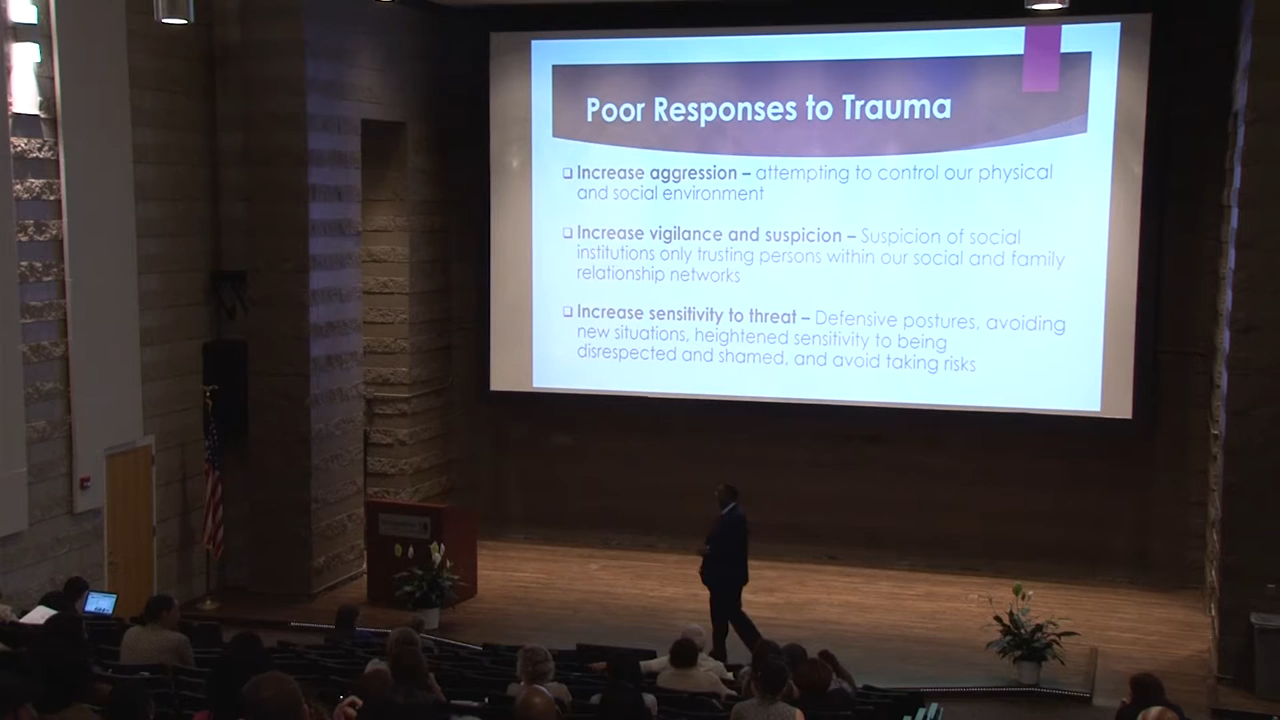 Poor Responses to Trauma
❑ Increase aggression – attempting to control our physical
and social environment
❑ Increase vigilance and suspicion – Suspicion of social
institutions only trusting persons within our social and family
relationship networks
❑ Increase sensitivity to threat – Defensive postures, avoiding
new situations, heightened sensitivity to being
disrespected and shamed, and avoid taking risks